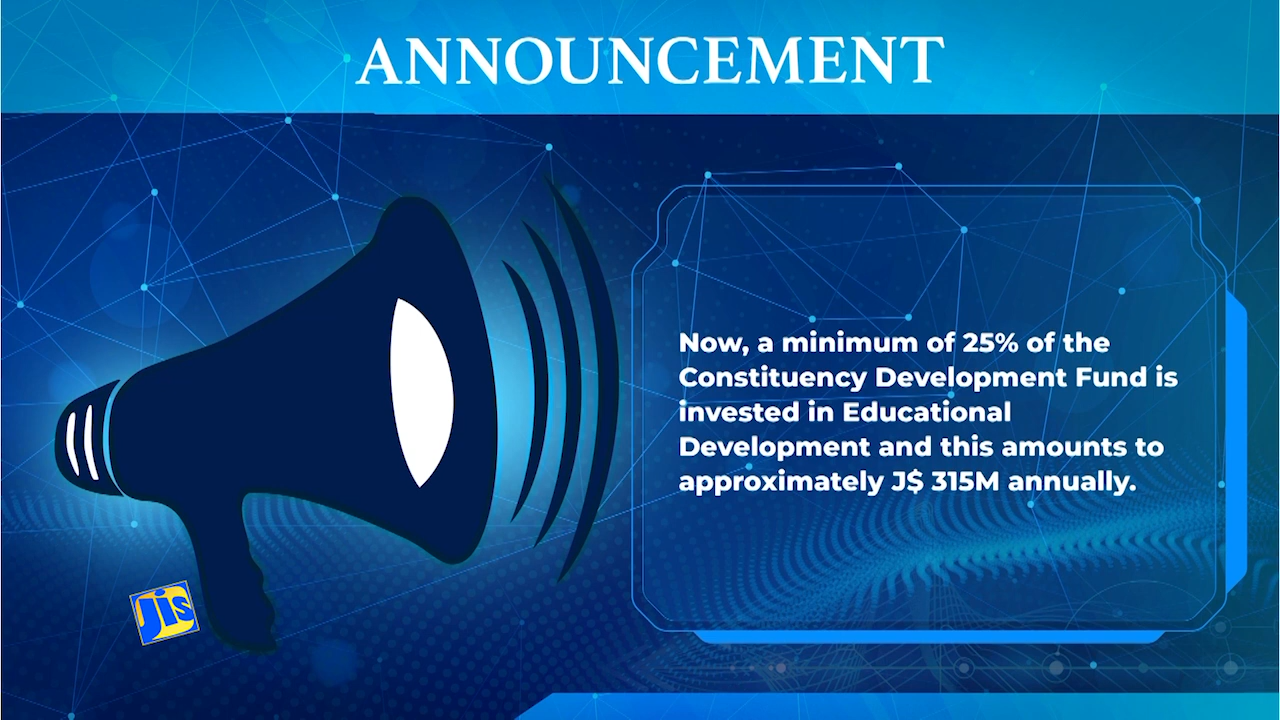 ANNOUNCEMENT
Now, a minimum of 25% of the
Constituency Development Fund is
invested in Educational
Development and this amounts to
approximately J$ 315M annually.
Jis